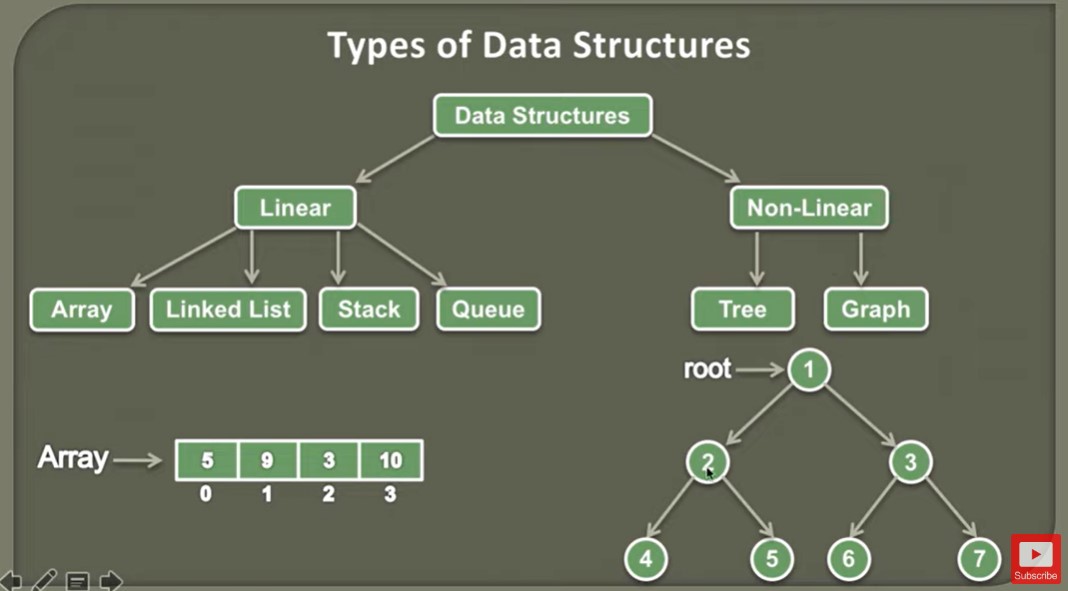 Types of Data Structures
Data Structures
Linear
Non-Linear
Array
Linked List
Stack
Queue
Tree
Graph
root
1
2
3
4
5
6
7
Array
5 9 3 10
0 1 2 3
Subscribe